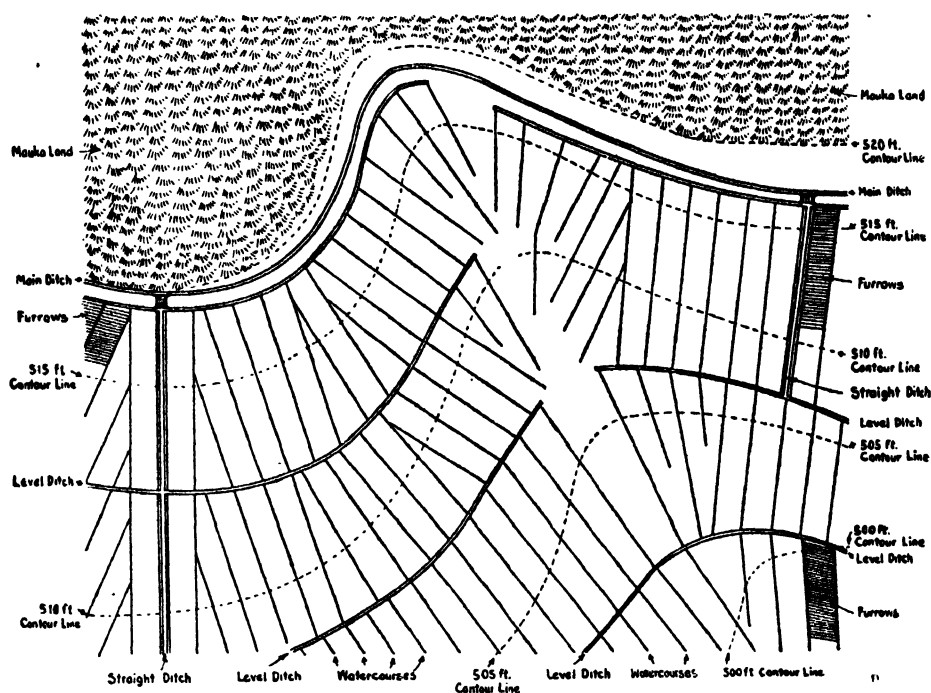 Mauka Land
Mauka Land
520 ft.
Contour Line
Main Ditch
515 ft.
Contour Line
Main Ditch
Furrows
Furrows
510 ft.
Contour Line
515 ft
Contour Line
Straight Ditch
Level Ditch
505 ft.
Contour Line
Level Ditch
500 ft.
Contour Line
Level Ditch
510 ft
Contour Line
Furrows
Straight Ditch
Level Ditch
Watercourses
505 ft.
Contour Line
Level Ditch
Watercourses
500 ft Contour Line